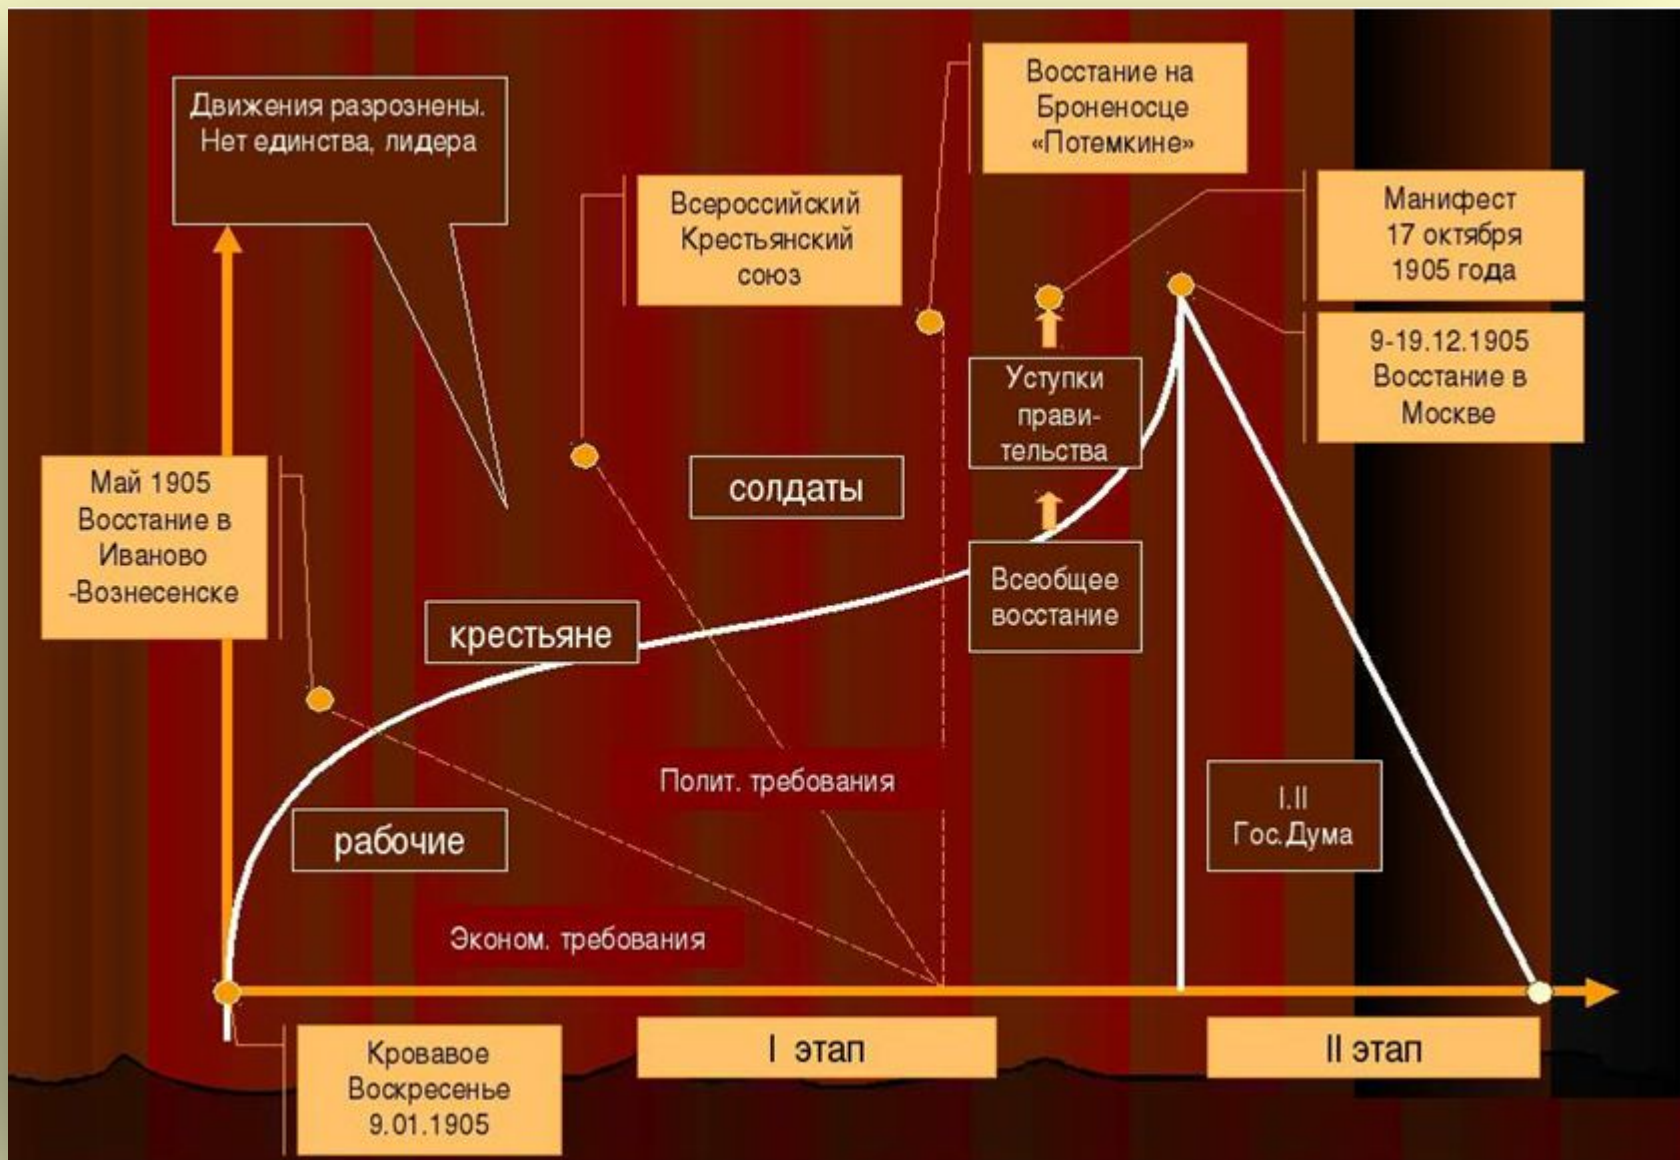 Движения разрознены.
Нет единства, лидера
Восстание на
Броненосце
«Потемкине»
Всероссийский
Крестьянский
союз
Манифест
17 октября
1905 года
9-19.12.1905
Восстание в
Москве
Уступки
прави-
тельства
Май 1905
Восстание в
Иваново
-Вознесенске
солдаты
Всеобщее
восстание
крестьяне
Полит. требования
рабочие
I.II
Гос.Дума
Эконом. требования
Кровавое
Воскресенье
9.01.1905
I этап
II этап